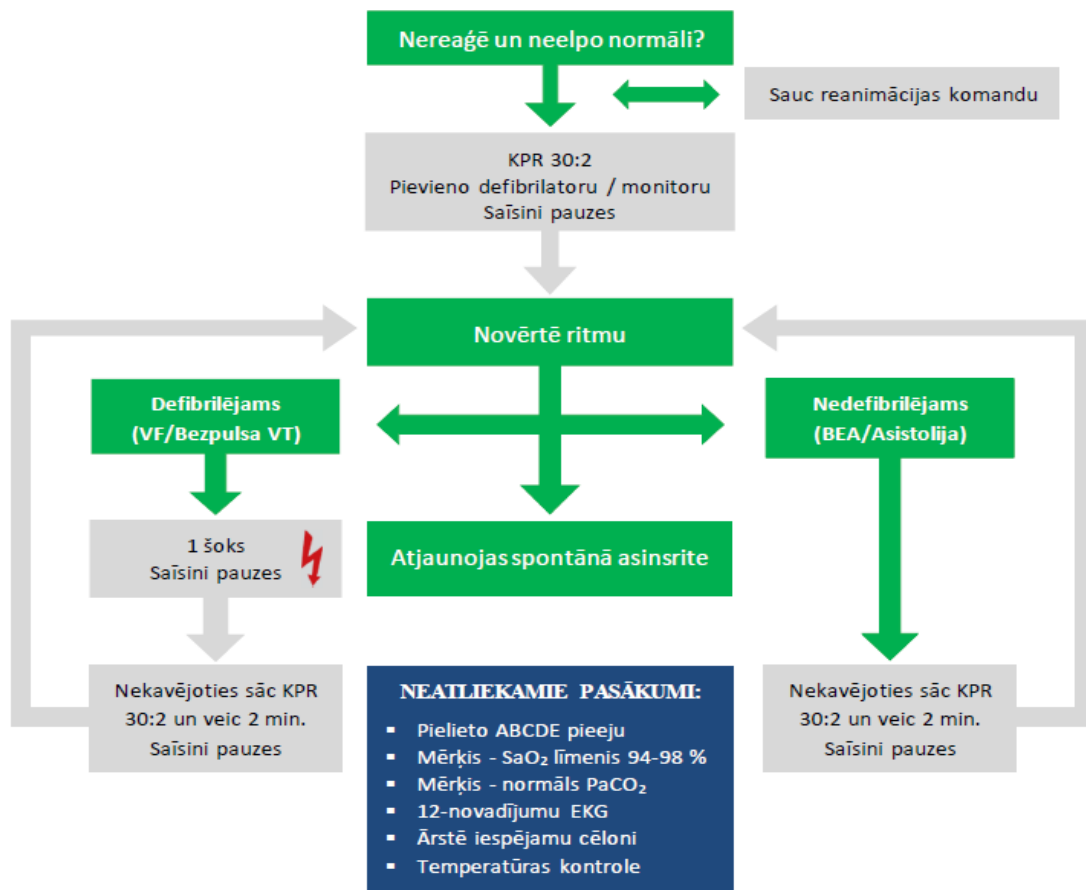 Nereaģē un neelpo normāli?
Sauc reanimācijas komandu
KPR 30:2
Pievieno defibrilatoru / monitoru
Saīsini pauzes
Novērtē ritmu
Defibrilējams
(VF/Bezpulsa VT)
Nedefibrilējams
(BEA/Asistolija)
1 šoks
Saīsini pauzes
Atjaunojas spontānā asinsrite
Nekavējoties sāc KPR
30:2 un veic 2 min.
Saīsini pauzes
NEATLIEKAMIE PASĀKUMI:
▪ Pielieto ABCDE pieeju
▪ Mērķis - SaO₂ līmenis 94-98 %
▪ Mērķis - normāls PaCO₂
▪ 12-novadījumu EKG
▪ Ārstē iespējamu cēloni
▪ Temperatūras kontrole
Nekavējoties sāc KPR
30:2 un veic 2 min.
Saīsini pauzes